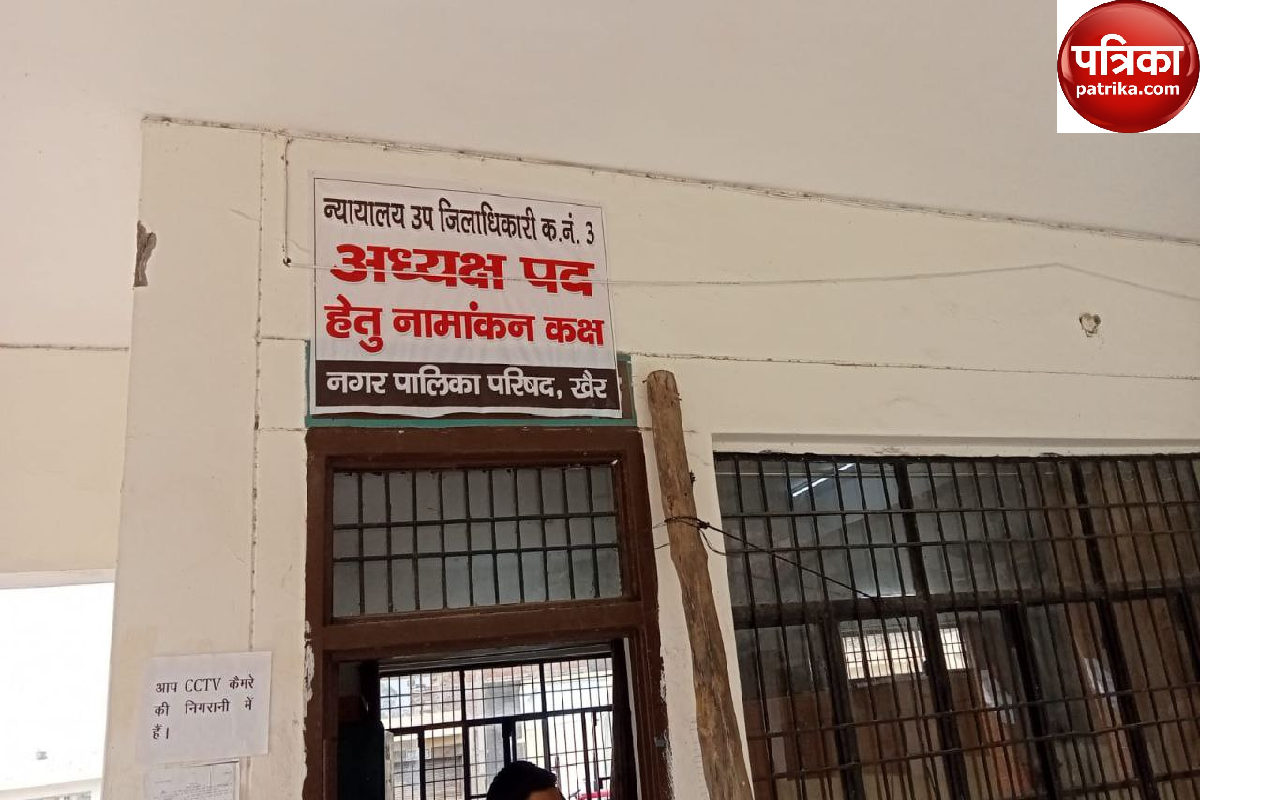 पत्रिका
patrika.com
न्यायालय उप जिलाधिकारी क.नं. 3
अध्यक्ष पद
हेतु नामांकन कक्ष
नगर पालिका परिषद, खैर
आप CCTV कैमरे
की निगरानी में
हैं।